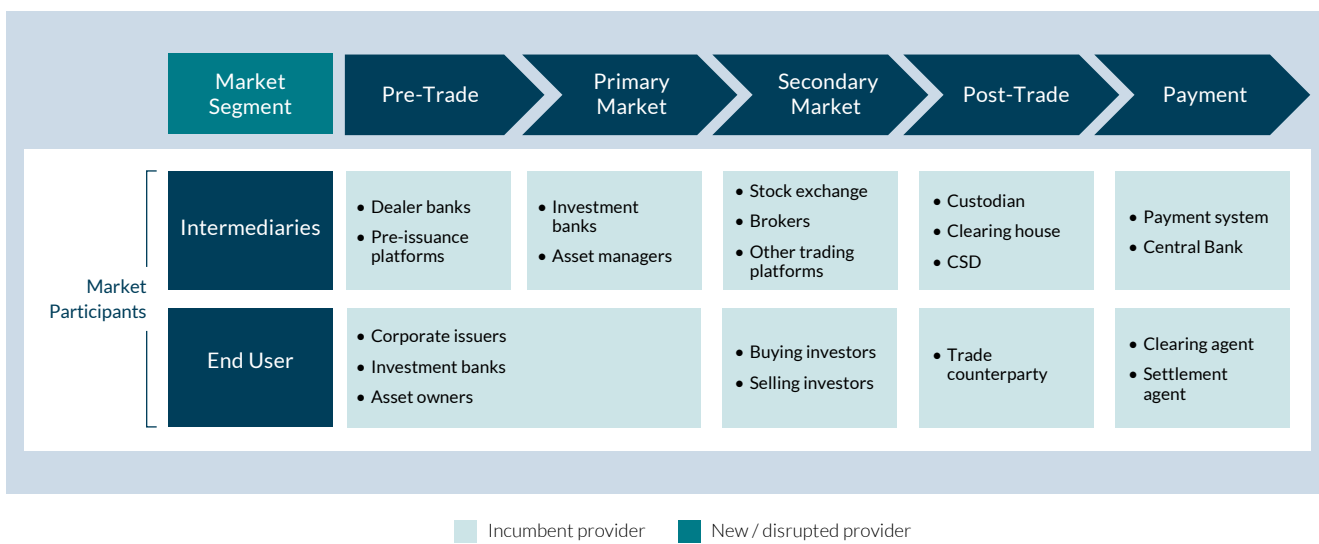 Market
Segment
Pre-Trade
Primary
Market
Secondary
Market
Post-Trade
Payment
Market
Participants
Intermediaries
• Dealer banks
• Pre-issuance
platforms
• Investment
banks
• Asset managers
• Stock exchange
• Brokers
• Other trading
platforms
• Custodian
• Clearing house
• CSD
• Payment system
• Central Bank
End User
• Corporate issuers
• Investment banks
• Asset owners
• Buying investors
• Selling investors
• Trade
counterparty
• Clearing agent
• Settlement
agent
Incumbent provider
New / disrupted provider